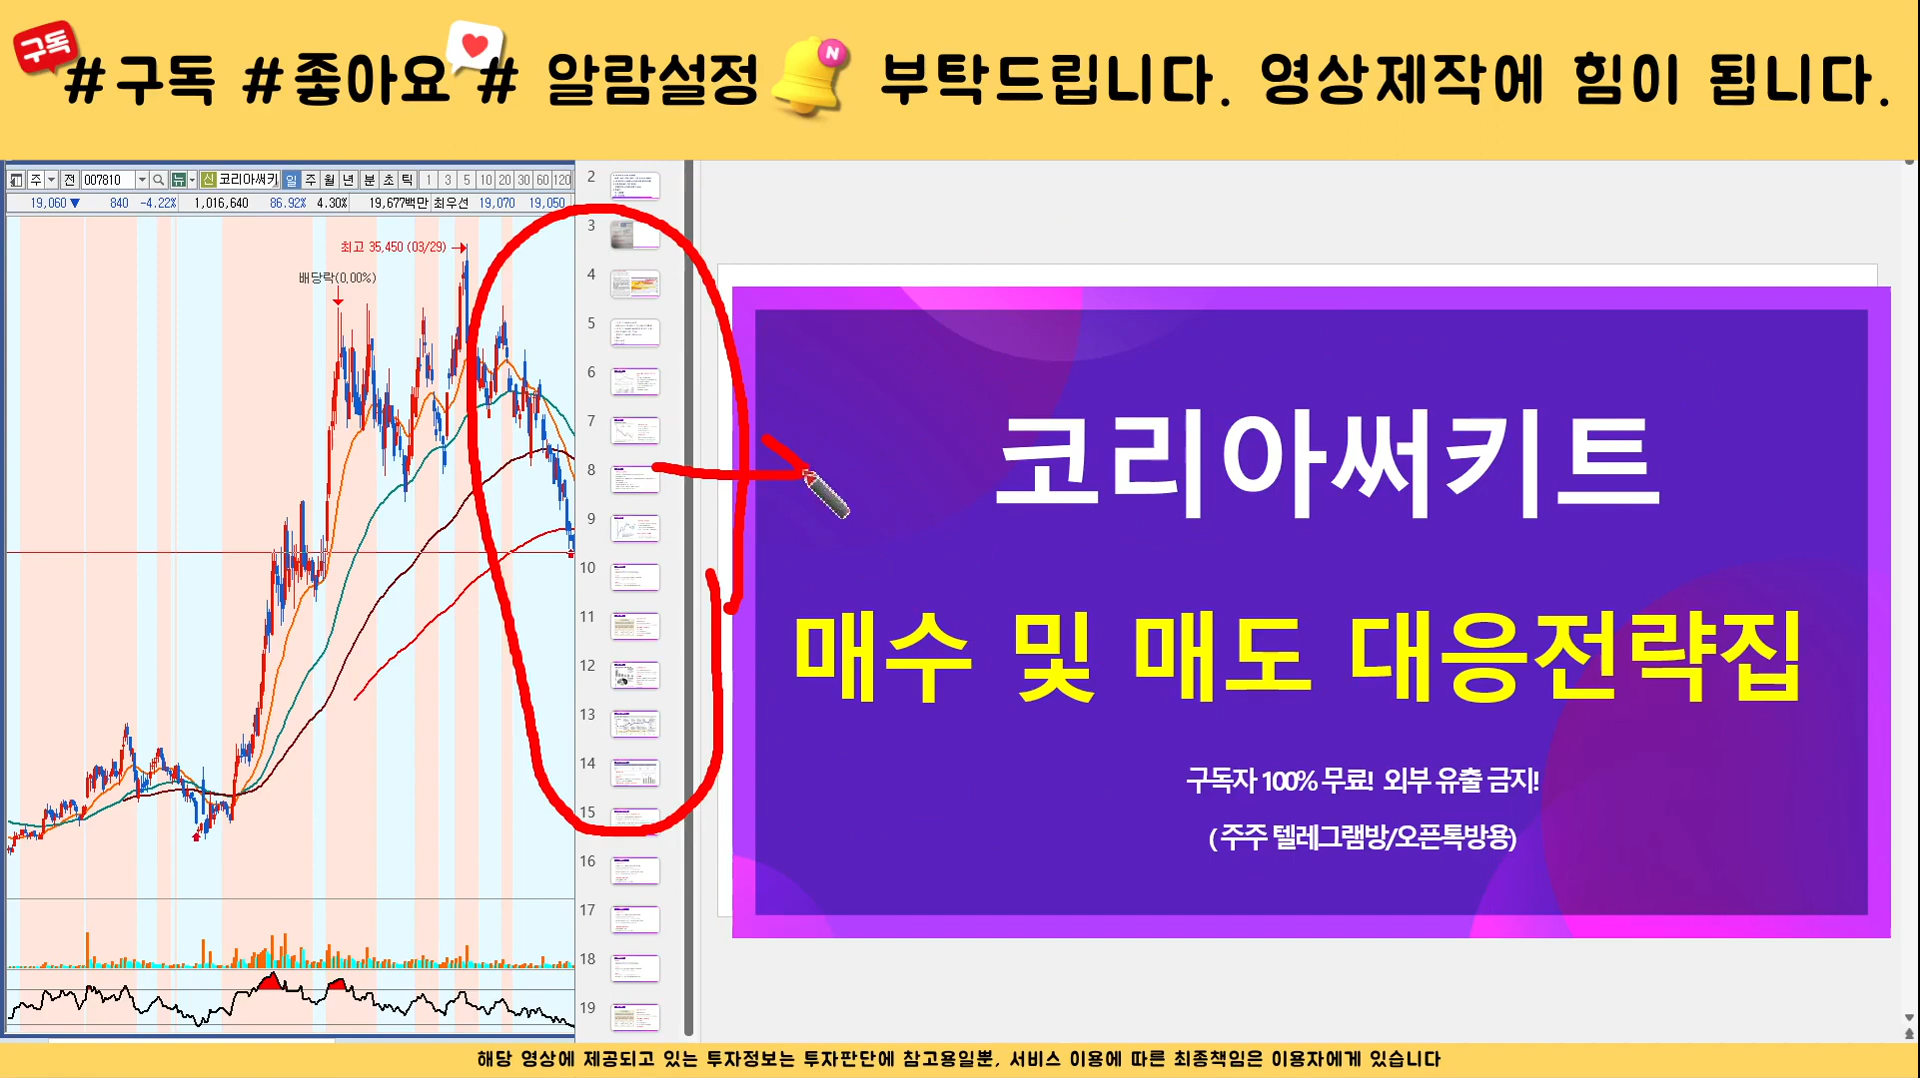 구독 #구독 #좋아요 # 알람설정 N 부탁드립니다. 영상제작에 힘이 됩니다.
주 전 007810 뉴 신 코리아써키 일 주 월 년 분 초 틱 1 3 5 10 20 30 60 120
19,060 ▼ 840 -4.22% 1,016,640 86.92% 4.30% 19,677백만 최우선 19,070 19,050
최고 35,450 (03/29)
배당락(0,00%)
2
3
4
5
6
7
8
9
10
11
12
13
14
15
16
17
18
19
코리아써키트
매수 및 매도 대응전략집
구독자 100% 무료! 외부 유출 금지!
( 주주 텔레그램방/오픈톡방용)
해당 영상에 제공되고 있는 투자정보는 투자판단에 참고용일뿐, 서비스 이용에 따른 최종책임은 이용자에게 있습니다